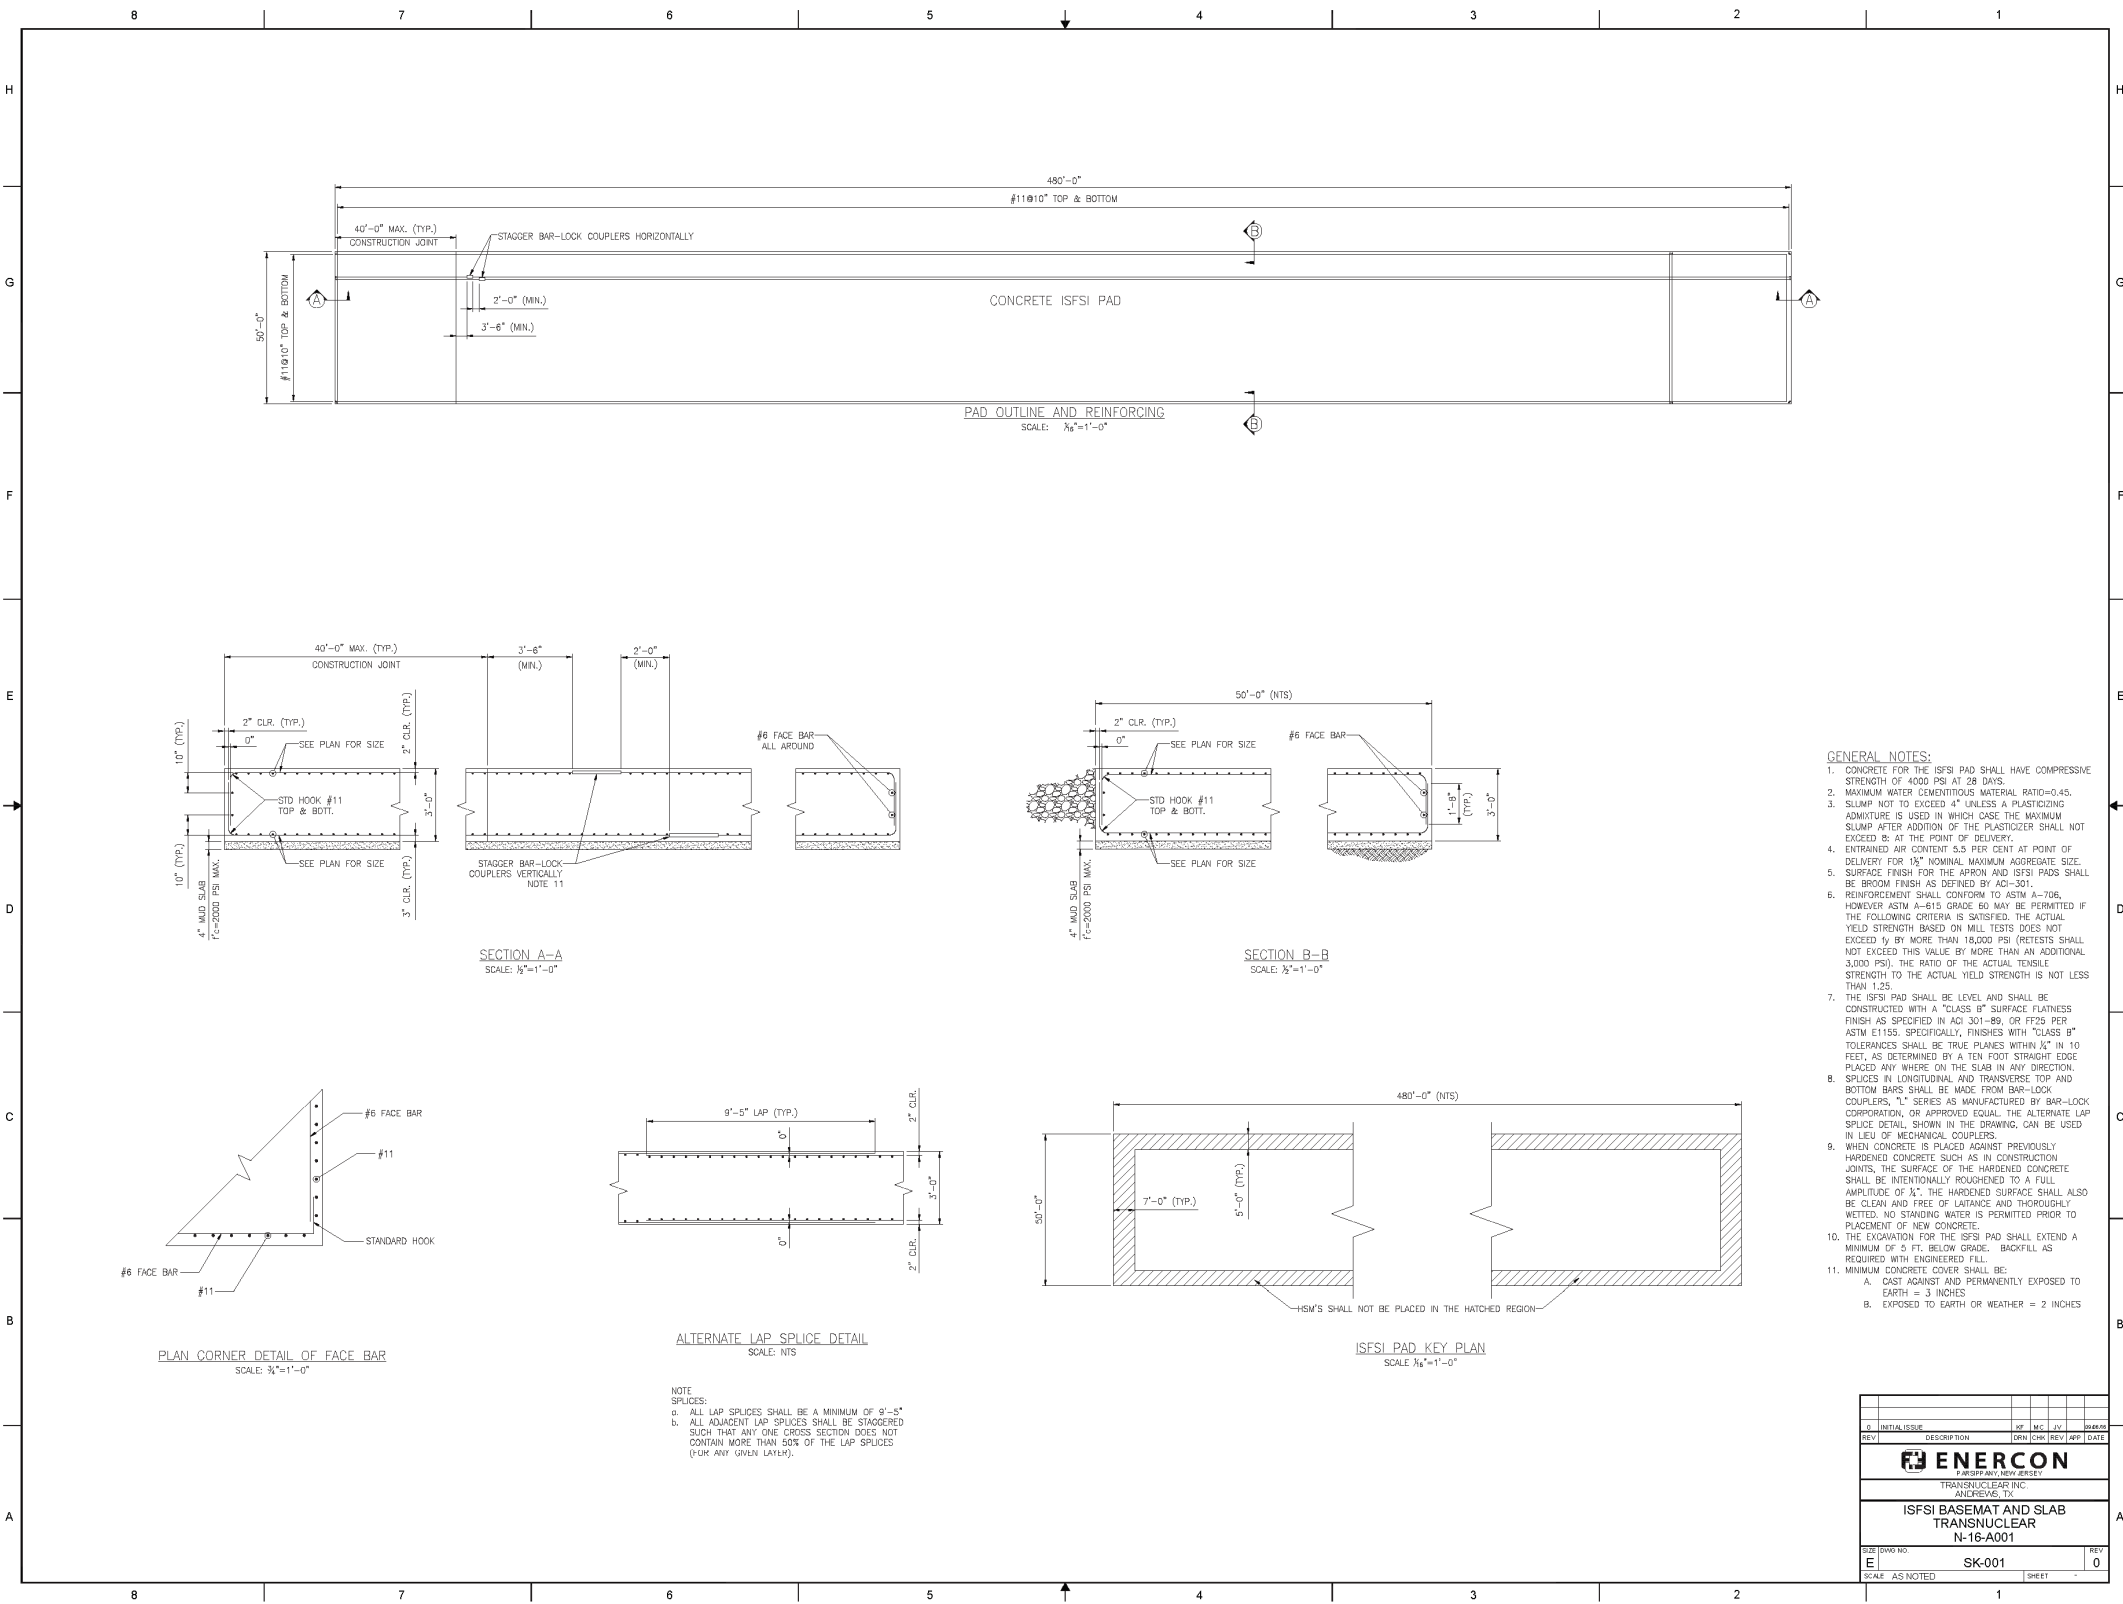 8 7 6 5 4 3 2 1
H H
G G
F F
E E
D D
C C
B B
A A
480'-0"
#11@10" TOP & BOTTOM
40'-0" MAX. (TYP.)
CONSTRUCTION JOINT
STAGGER BAR-LOCK COUPLERS HORIZONTALLY
B
50'-0"
#11@10" TOP & BOTTOM
A
2'-0" (MIN.)
3'-6" (MIN.)
CONCRETE ISFSI PAD
A
PAD OUTLINE AND REINFORCING
SCALE: 1/16"=1'-0"
B
40'-0" MAX. (TYP.)
CONSTRUCTION JOINT
3'-6"
(MIN.)
2'-0"
(MIN.)
10" (TYP.)
2" CLR. (TYP.)
0"
SEE PLAN FOR SIZE
2" CLR. (TYP.)
STD HOOK #11
TOP & BOTT.
3'-0"
#6 FACE BAR
ALL AROUND
10" (TYP.)
SEE PLAN FOR SIZE
4" MUD SLAB
f'c=2000 PSI MAX.
3" CLR. (TYP.)
STAGGER BAR-LOCK
COUPLERS VERTICALLY
NOTE 11
SECTION A-A
SCALE: ½"=1'-0"
50'-0" (NTS)
2" CLR. (TYP.)
0"
SEE PLAN FOR SIZE
#6 FACE BAR
STD HOOK #11
TOP & BOTT.
1'-8"
(TYP.)
3'-0"
SEE PLAN FOR SIZE
4" MUD SLAB
f'c=2000 PSI MAX.
SECTION B-B
SCALE: ½"=1'-0"
#6 FACE BAR
#11
STANDARD HOOK
#6 FACE BAR
#11
PLAN CORNER DETAIL OF FACE BAR
SCALE: ¾"=1'-0"
9'-5" LAP (TYP.)
0"
2" CLR.
3'-0"
0"
2" CLR.
ALTERNATE LAP SPLICE DETAIL
SCALE: NTS
NOTE
SPLICES:
a. ALL LAP SPLICES SHALL BE A MINIMUM OF 9'-5"
b. ALL ADJACENT LAP SPLICES SHALL BE STAGGERED
SUCH THAT ANY ONE CROSS SECTION DOES NOT
CONTAIN MORE THAN 50% OF THE LAP SPLICES
(FOR ANY GIVEN LAYER).
480'-0" (NTS)
50'-0"
7'-0" (TYP.)
5'-0" (TYP.)
HSM'S SHALL NOT BE PLACED IN THE HATCHED REGION
ISFSI PAD KEY PLAN
SCALE 1/16"=1'-0"
GENERAL NOTES:
1. CONCRETE FOR THE ISFSI PAD SHALL HAVE COMPRESSIVE
STRENGTH OF 4000 PSI AT 28 DAYS.
2. MAXIMUM WATER CEMENTITIOUS MATERIAL RATIO=0.45.
3. SLUMP NOT TO EXCEED 4" UNLESS A PLASTICIZING
ADMIXTURE IS USED IN WHICH CASE THE MAXIMUM
SLUMP AFTER ADDITION OF THE PLASTICIZER SHALL NOT
EXCEED 8: AT THE POINT OF DELIVERY.
4. ENTRAINED AIR CONTENT 5.5 PER CENT AT POINT OF
DELIVERY FOR 1½" NOMINAL MAXIMUM AGGREGATE SIZE.
5. SURFACE FINISH FOR THE APRON AND ISFSI PADS SHALL
BE BROOM FINISH AS DEFINED BY ACI-301.
6. REINFORCEMENT SHALL CONFORM TO ASTM A-706,
HOWEVER ASTM A-615 GRADE 60 MAY BE PERMITTED IF
THE FOLLOWING CRITERIA IS SATISFIED. THE ACTUAL
YIELD STRENGTH BASED ON MILL TESTS DOES NOT
EXCEED fy BY MORE THAN 18,000 PSI (RETESTS SHALL
NOT EXCEED THIS VALUE BY MORE THAN AN ADDITIONAL
3,000 PSI). THE RATIO OF THE ACTUAL TENSILE
STRENGTH TO THE ACTUAL YIELD STRENGTH IS NOT LESS
THAN 1.25.
7. THE ISFSI PAD SHALL BE LEVEL AND SHALL BE
CONSTRUCTED WITH A "CLASS B" SURFACE FLATNESS
FINISH AS SPECIFIED IN ACI 301-89, OR FF25 PER
ASTM E1155. SPECIFICALLY, FINISHES WITH "CLASS B"
TOLERANCES SHALL BE TRUE PLANES WITHIN ¼" IN 10
FEET, AS DETERMINED BY A TEN FOOT STRAIGHT EDGE
PLACED ANY WHERE ON THE SLAB IN ANY DIRECTION.
8. SPLICES IN LONGITUDINAL AND TRANSVERSE TOP AND
BOTTOM BARS SHALL BE MADE FROM BAR-LOCK
COUPLERS, "L" SERIES AS MANUFACTURED BY BAR-LOCK
CORPORATION, OR APPROVED EQUAL. THE ALTERNATE LAP
SPLICE DETAIL, SHOWN IN THE DRAWING, CAN BE USED
IN LIEU OF MECHANICAL COUPLERS.
9. WHEN CONCRETE IS PLACED AGAINST PREVIOUSLY
HARDENED CONCRETE SUCH AS IN CONSTRUCTION
JOINTS, THE SURFACE OF THE HARDENED CONCRETE
SHALL BE INTENTIONALLY ROUGHENED TO A FULL
AMPLITUDE OF ¼". THE HARDENED SURFACE SHALL ALSO
BE CLEAN AND FREE OF LAITANCE AND THOROUGHLY
WETTED. NO STANDING WATER IS PERMITTED PRIOR TO
PLACEMENT OF NEW CONCRETE.
10. THE EXCAVATION FOR THE ISFSI PAD SHALL EXTEND A
MINIMUM OF 5 FT. BELOW GRADE. BACKFILL AS
REQUIRED WITH ENGINEERED FILL.
11. MINIMUM CONCRETE COVER SHALL BE:
A. CAST AGAINST AND PERMANENTLY EXPOSED TO
EARTH = 3 INCHES
B. EXPOSED TO EARTH OR WEATHER = 2 INCHES
0 INITIAL ISSUE KF MC JV
REV DESCRIPTION DRN CHK REV APP DATE
ENERCON
PARSIPPANY, NEW JERSEY
TRANSNUCLEAR INC.
ANDREWS, TX
ISFSI BASEMAT AND SLAB
TRANSNUCLEAR
N-16-A001
SIZE DWG NO. REV
E SK-001 0
SCALE AS NOTED SHEET -
8 7 6 5 4 3 2 1